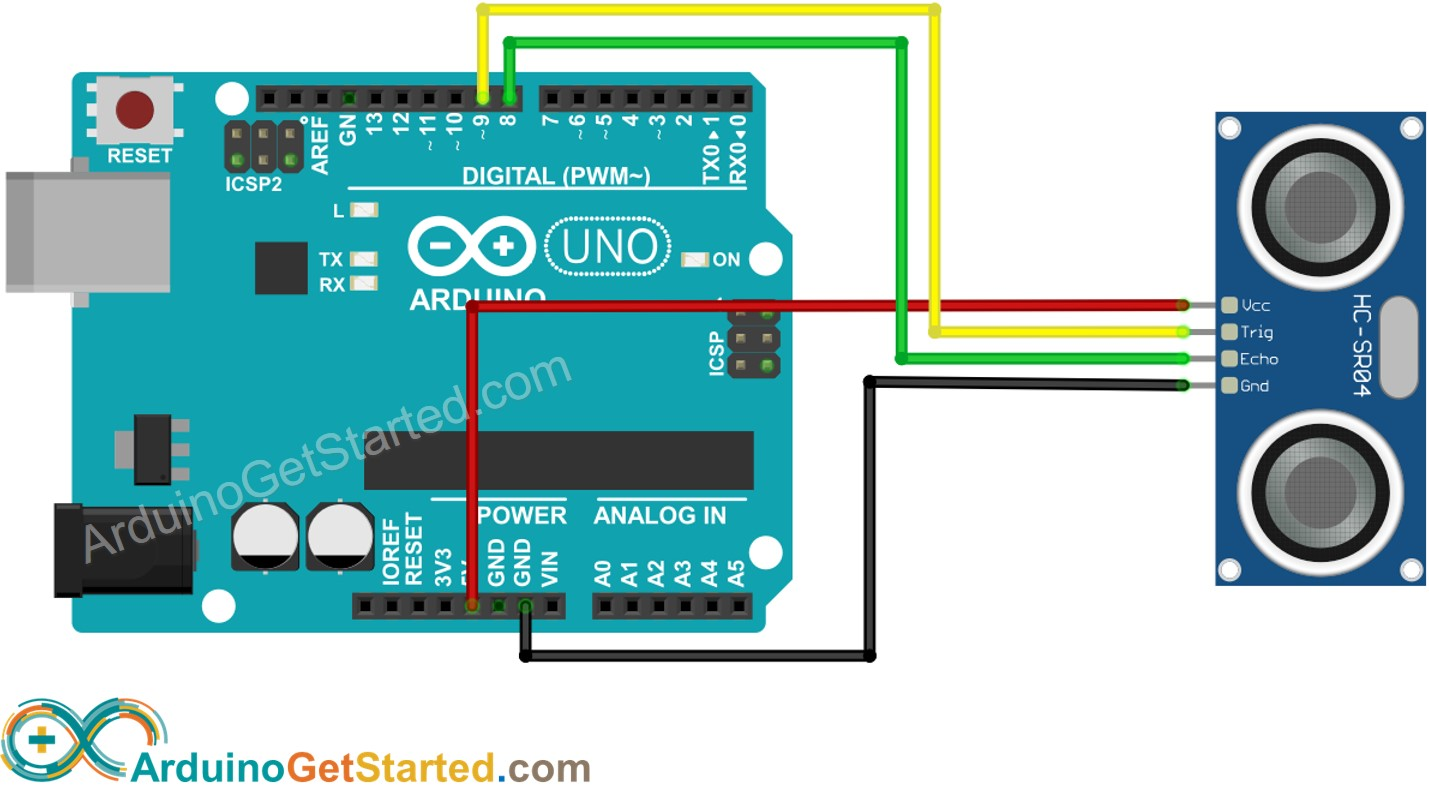 RESET
ICSP2
AREF
GN
13
12
~11
~10
~9
8
7
~6
~5
4
~3
2
TX0▸1
RX0◂0
DIGITAL (PWM~)
L
TX
RX
UNO
ON
ARDUINO
ICSP
ArduinoGetStarted.com
POWER
ANALOG IN
IOREF
RESET
3V3
5V
GND
GND
VIN
A0
A1
A2
A3
A4
A5
Vcc
Trig
Echo
Gnd
HC-SR04
ArduinoGetStarted.com